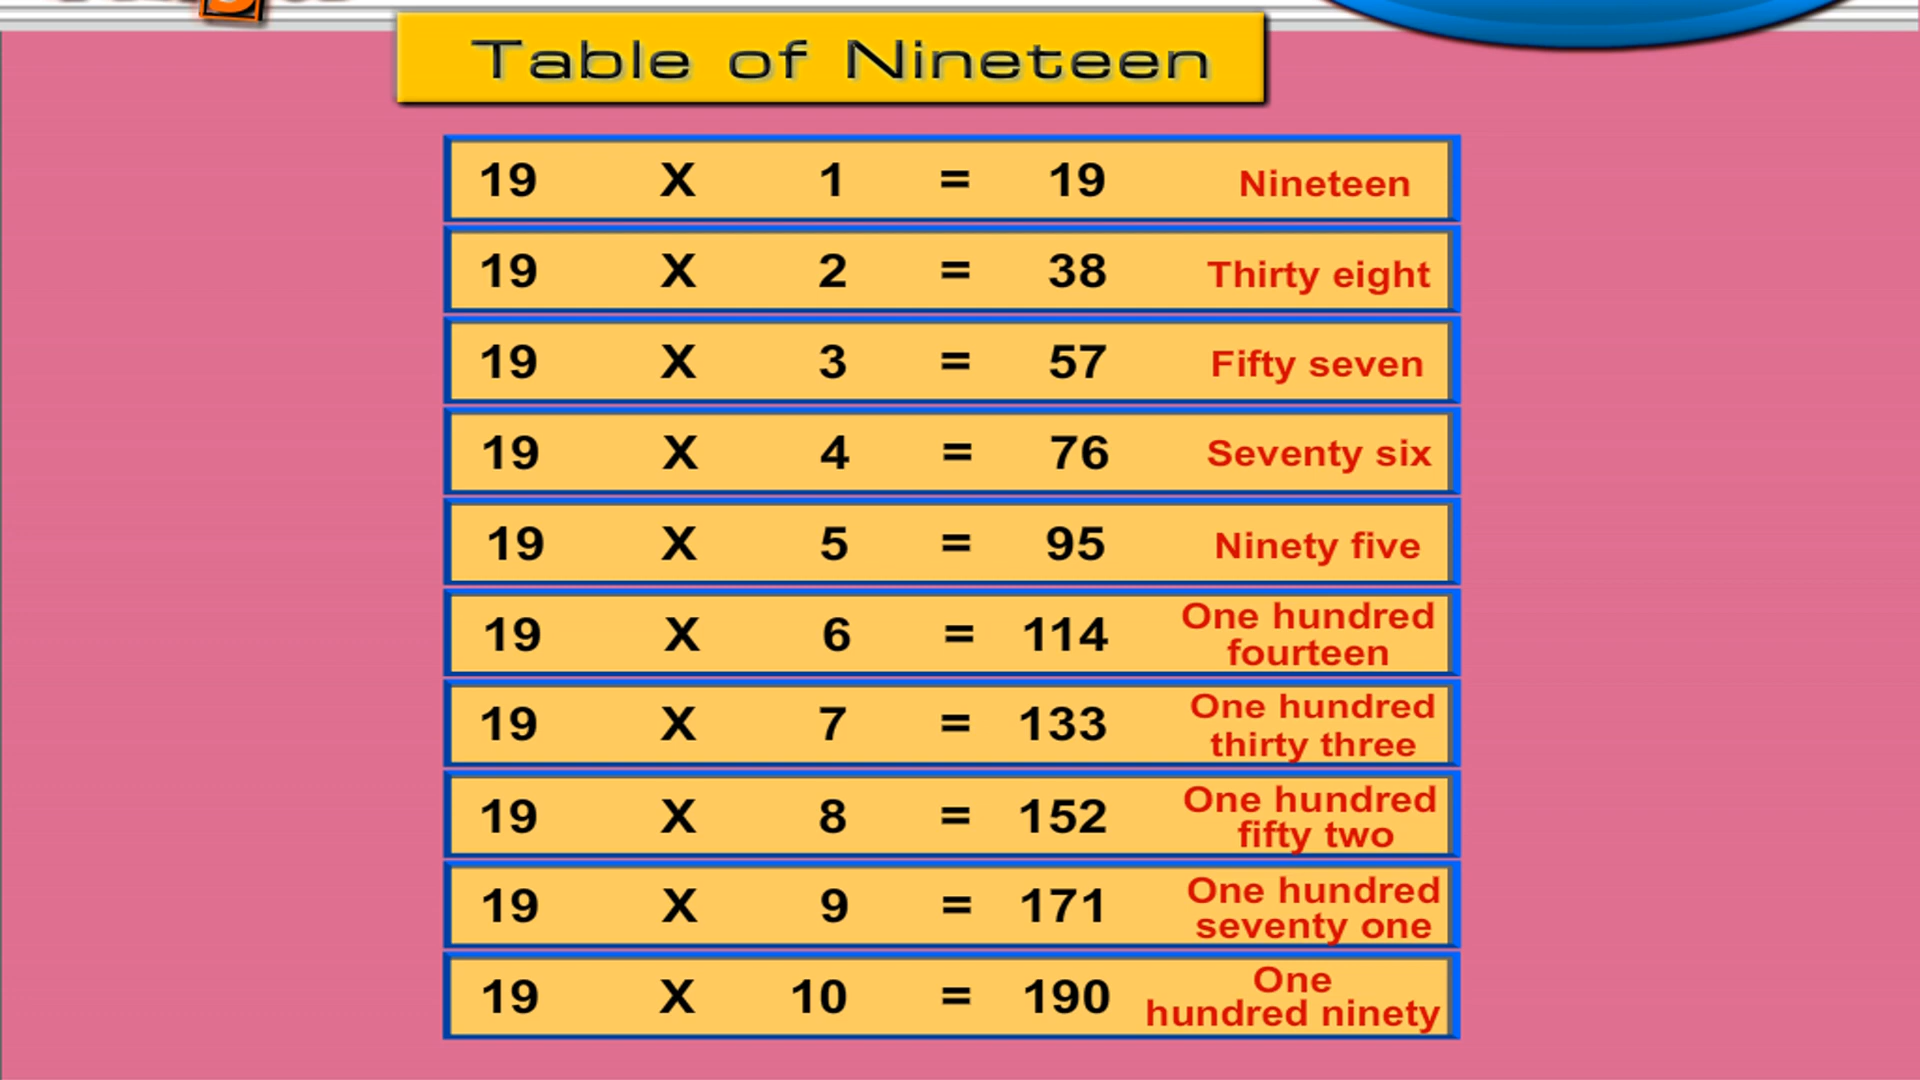 Table of Nineteen
19 X 1 = 19 Nineteen
19 X 2 = 38 Thirty eight
19 X 3 = 57 Fifty seven
19 X 4 = 76 Seventy six
19 X 5 = 95 Ninety five
19 X 6 = 114 One hundred
fourteen
19 X 7 = 133 One hundred
thirty three
19 X 8 = 152 One hundred
fifty two
19 X 9 = 171 One hundred
seventy one
19 X 10 = 190 One
hundred ninety